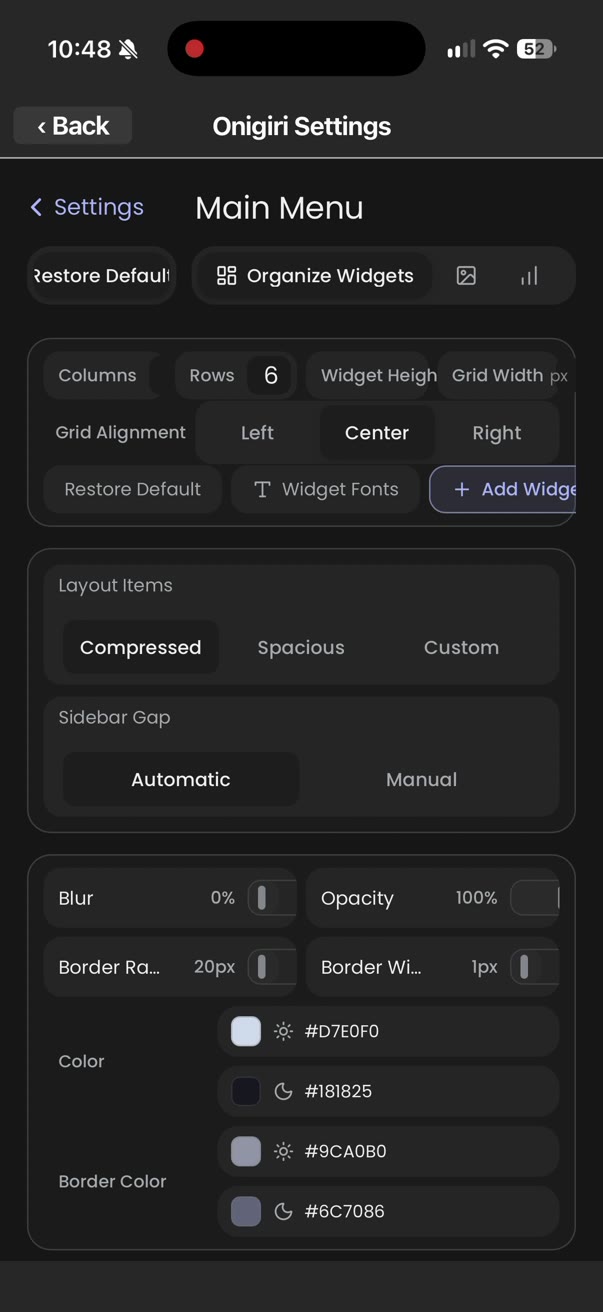 10:48
52
‹ Back Onigiri Settings
Settings Main Menu
Restore Default Organize Widgets
Columns Rows 6 Widget Heigh Grid Width px
Grid Alignment Left Center Right
Restore Default Widget Fonts + Add Widge
Layout Items
Compressed Spacious Custom
Sidebar Gap
Automatic Manual
Blur 0% Opacity 100%
Border Ra... 20px Border Wi... 1px
Color
#D7E0F0
#181825
Border Color
#9CA0B0
#6C7086